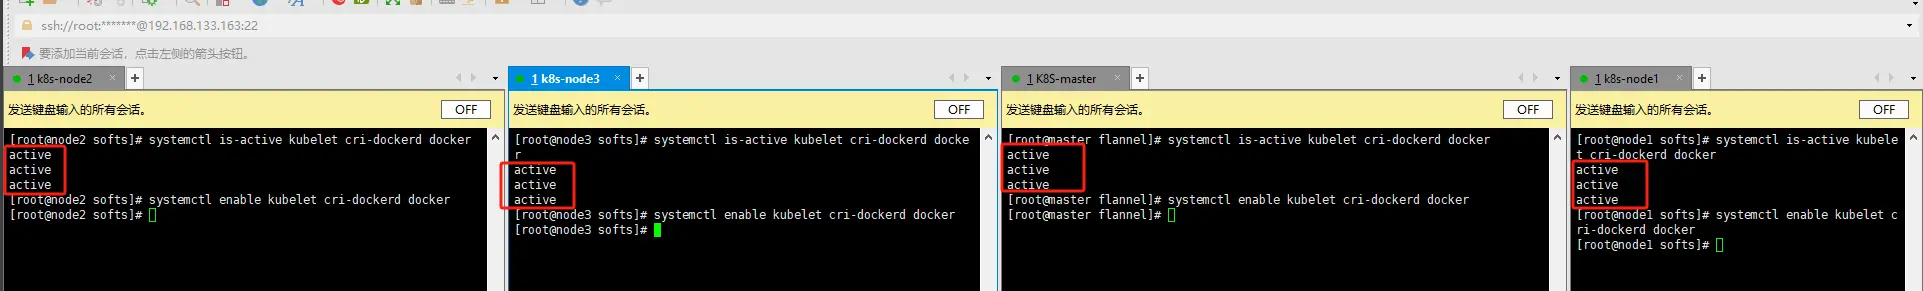 ssh://root:*******@192.168.133.163:22
要添加当前会话，点击左侧的箭头按钮。
1 k8s-node2
发送键盘输入的所有会话。
OFF
[root@node2 softs]# systemctl is-active kubelet cri-dockerd docker
active
active
active
[root@node2 softs]# systemctl enable kubelet cri-dockerd docker
[root@node2 softs]#
1 k8s-node3
发送键盘输入的所有会话。
OFF
[root@node3 softs]# systemctl is-active kubelet cri-dockerd docke
r
active
active
active
[root@node3 softs]# systemctl enable kubelet cri-dockerd docker
[root@node3 softs]#
1 K8S-master
发送键盘输入的所有会话。
OFF
[root@master flannel]# systemctl is-active kubelet cri-dockerd docker
active
active
active
[root@master flannel]# systemctl enable kubelet cri-dockerd docker
[root@master flannel]#
1 k8s-node1
发送键盘输入的所有会话。
OFF
[root@node1 softs]# systemctl is-active kubele
t cri-dockerd docker
active
active
active
[root@node1 softs]# systemctl enable kubelet c
ri-dockerd docker
[root@node1 softs]#